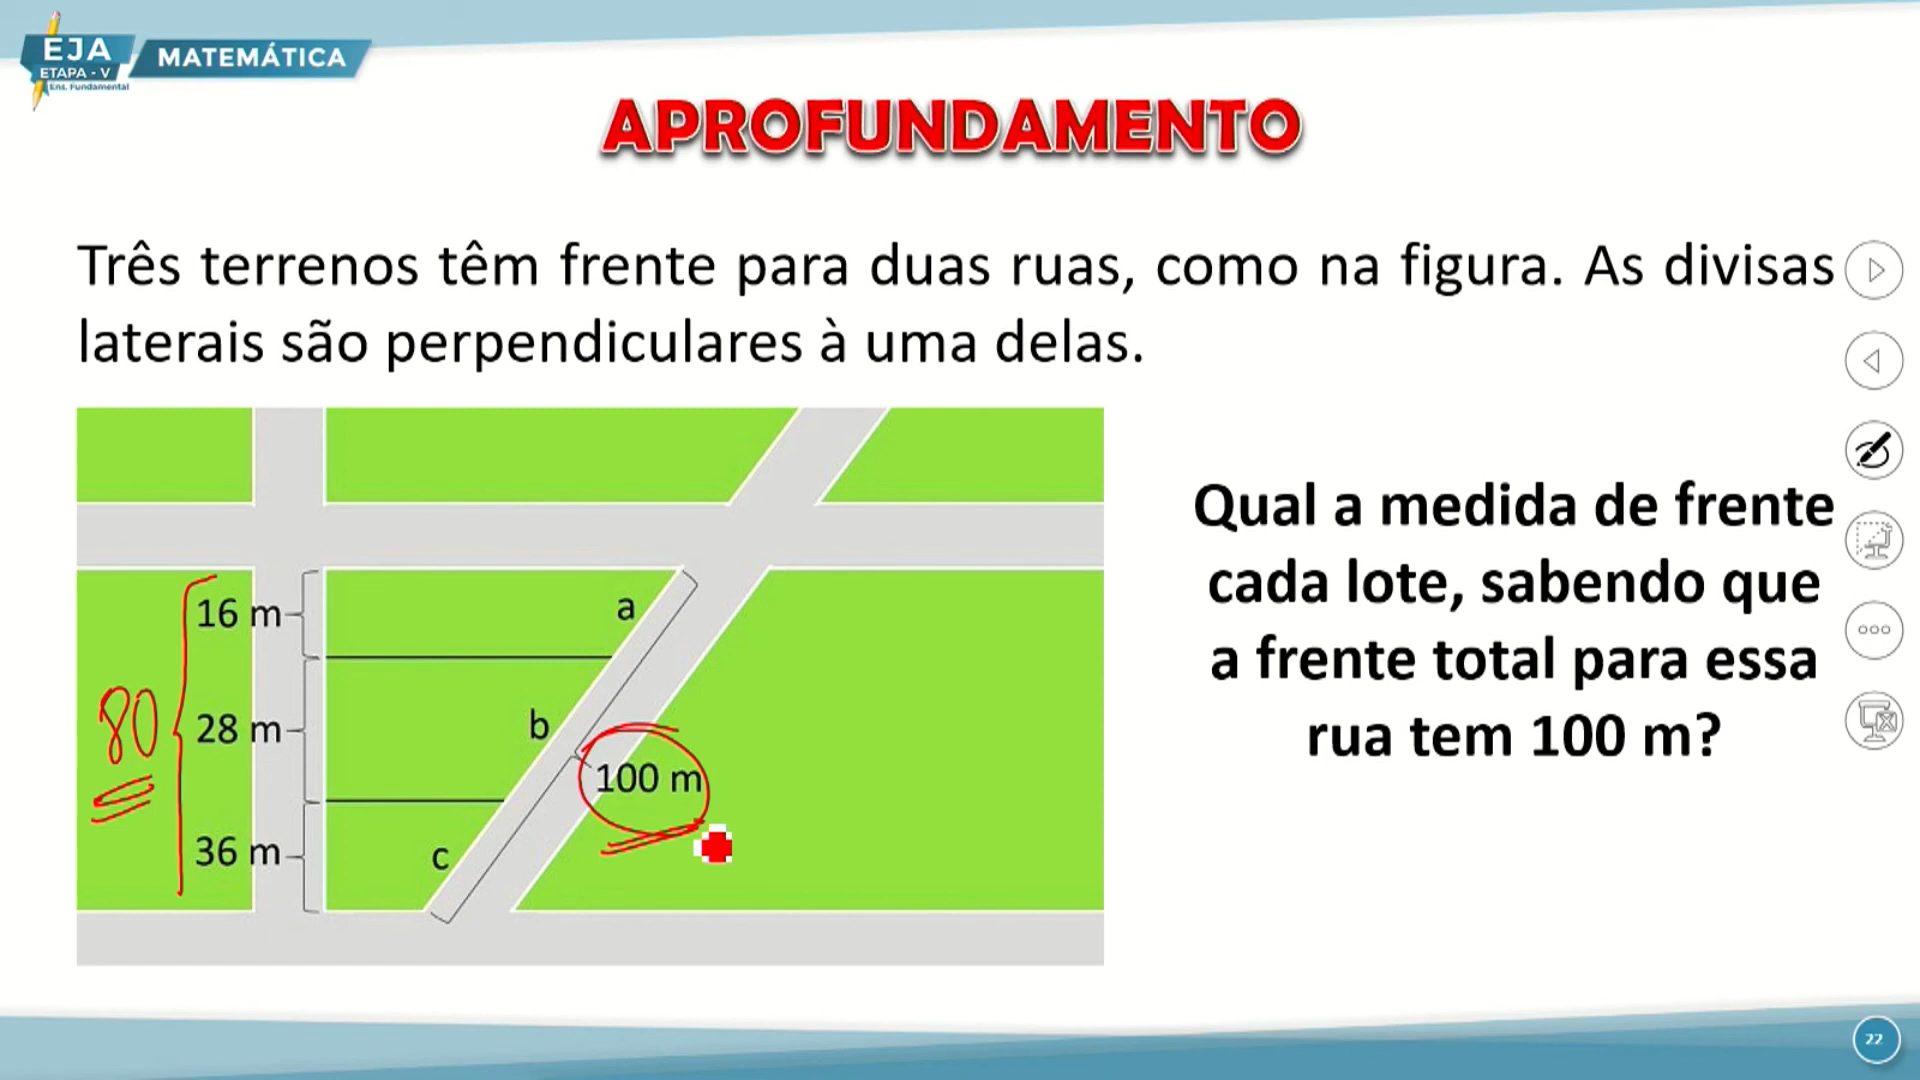 EJA
ETAPA - V
Ens. Fundamental
MATEMÁTICA
APROFUNDAMENTO
Três terrenos têm frente para duas ruas, como na figura. As divisas
laterais são perpendiculares à uma delas.
16 m
a
28 m
b
80
100 m
36 m
c
Qual a medida de frente
cada lote, sabendo que
a frente total para essa
rua tem 100 m?
22